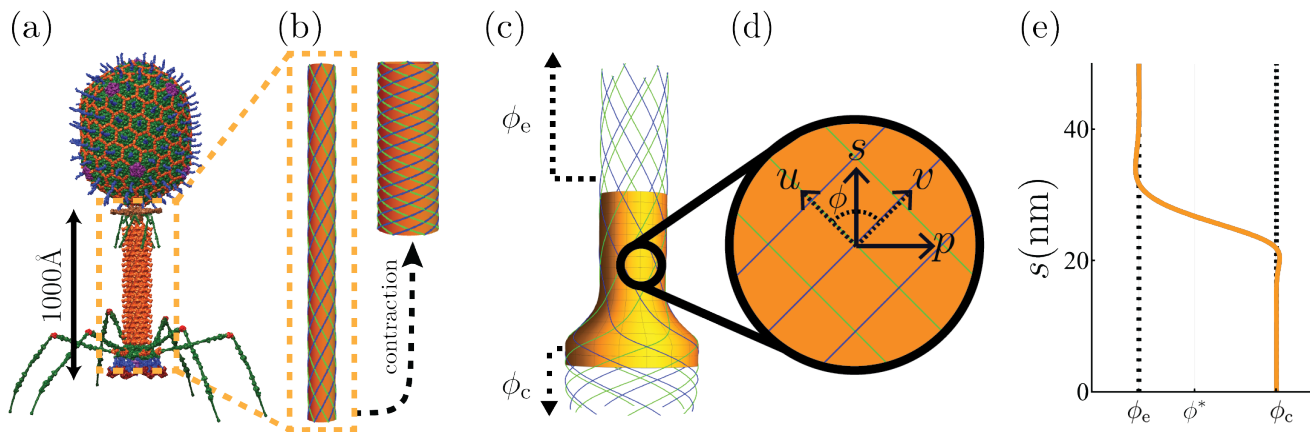 (a)
1000Å
(b)
contraction
(c)
ϕe
ϕc
(d)
s
u
ϕ
v
p
(e)
s(nm)
40
20
0
ϕe
ϕ*
ϕc